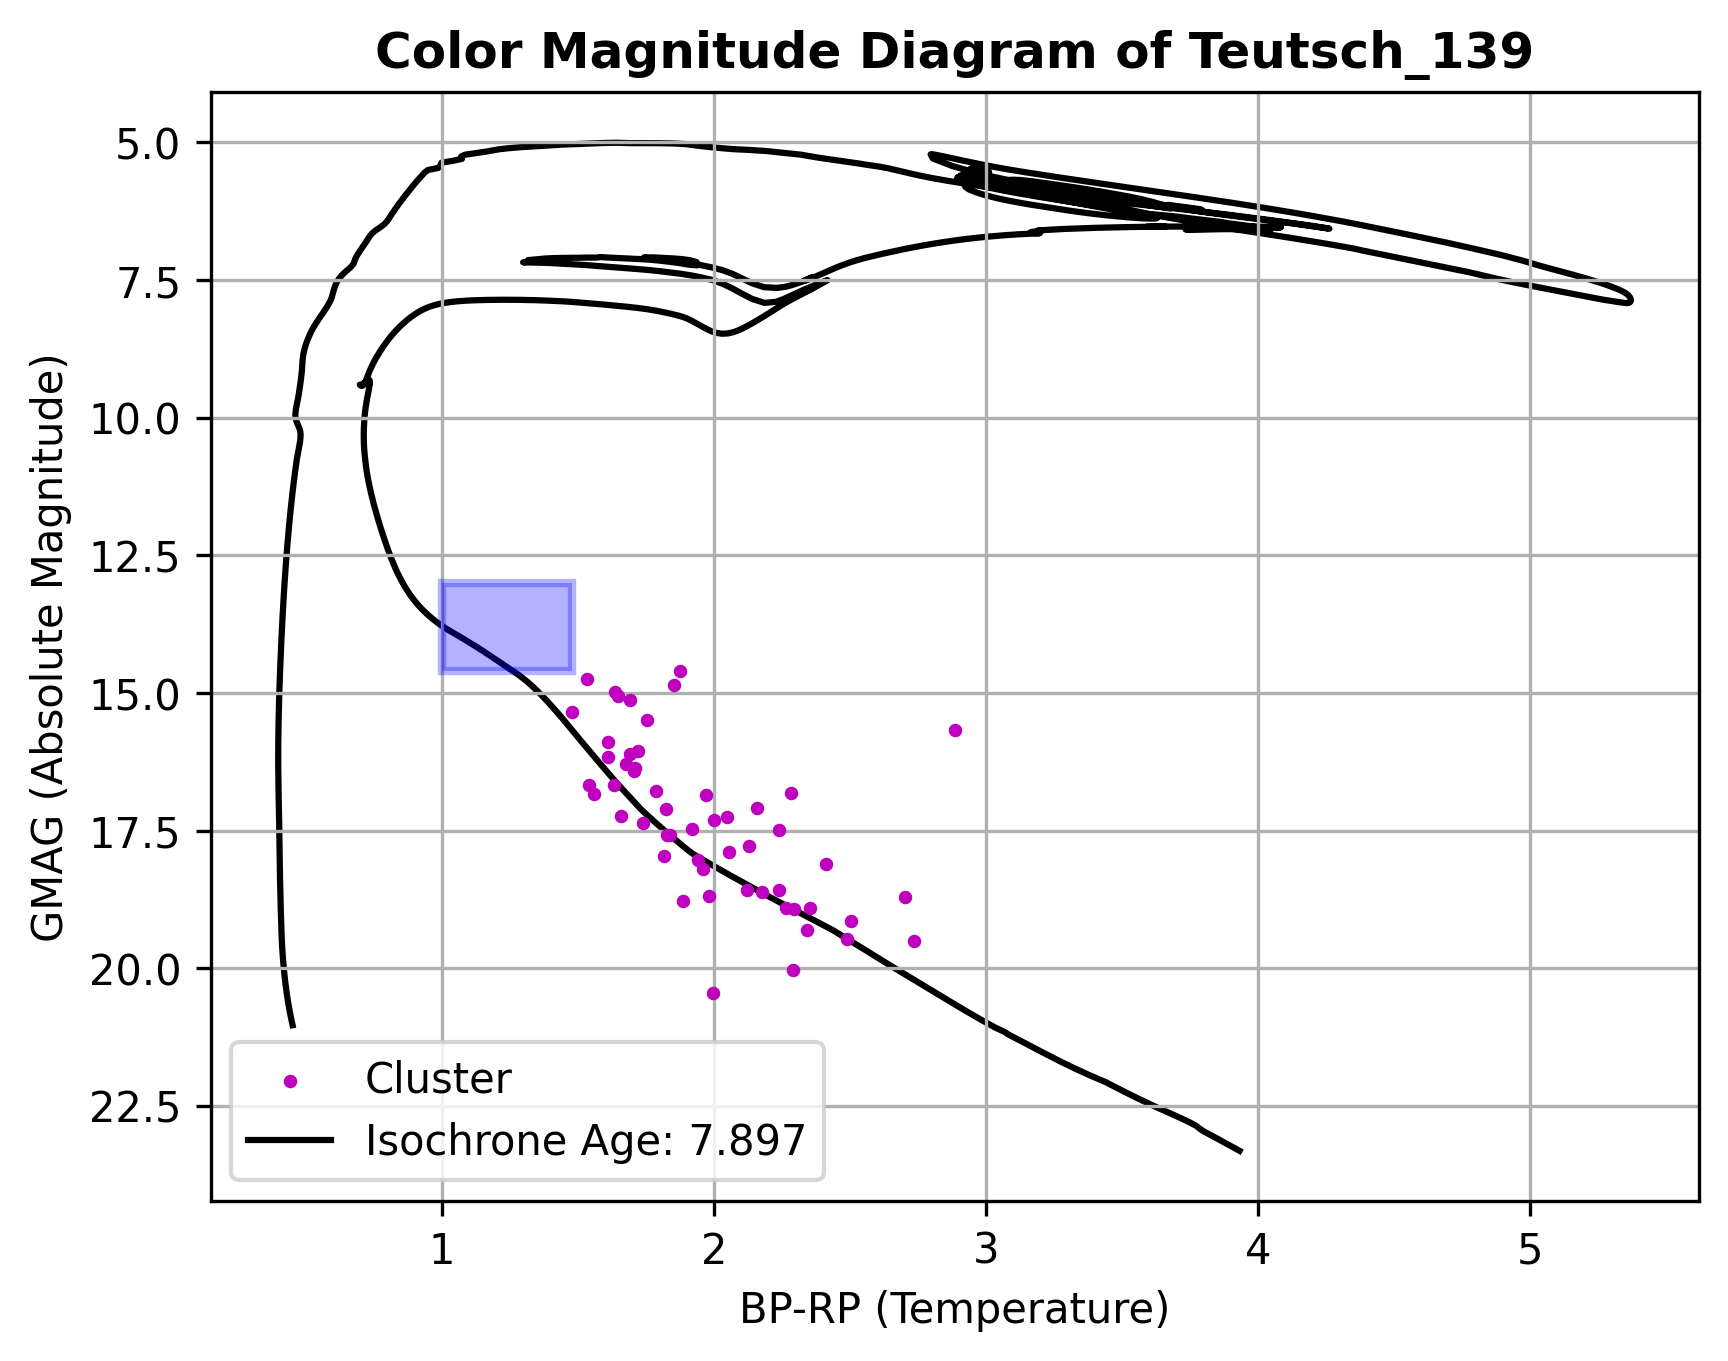 Color Magnitude Diagram of Teutsch_139
GMAG (Absolute Magnitude)
5.0
7.5
10.0
12.5
15.0
17.5
20.0
22.5
Cluster
Isochrone Age: 7.897
1 2 3 4 5
BP-RP (Temperature)